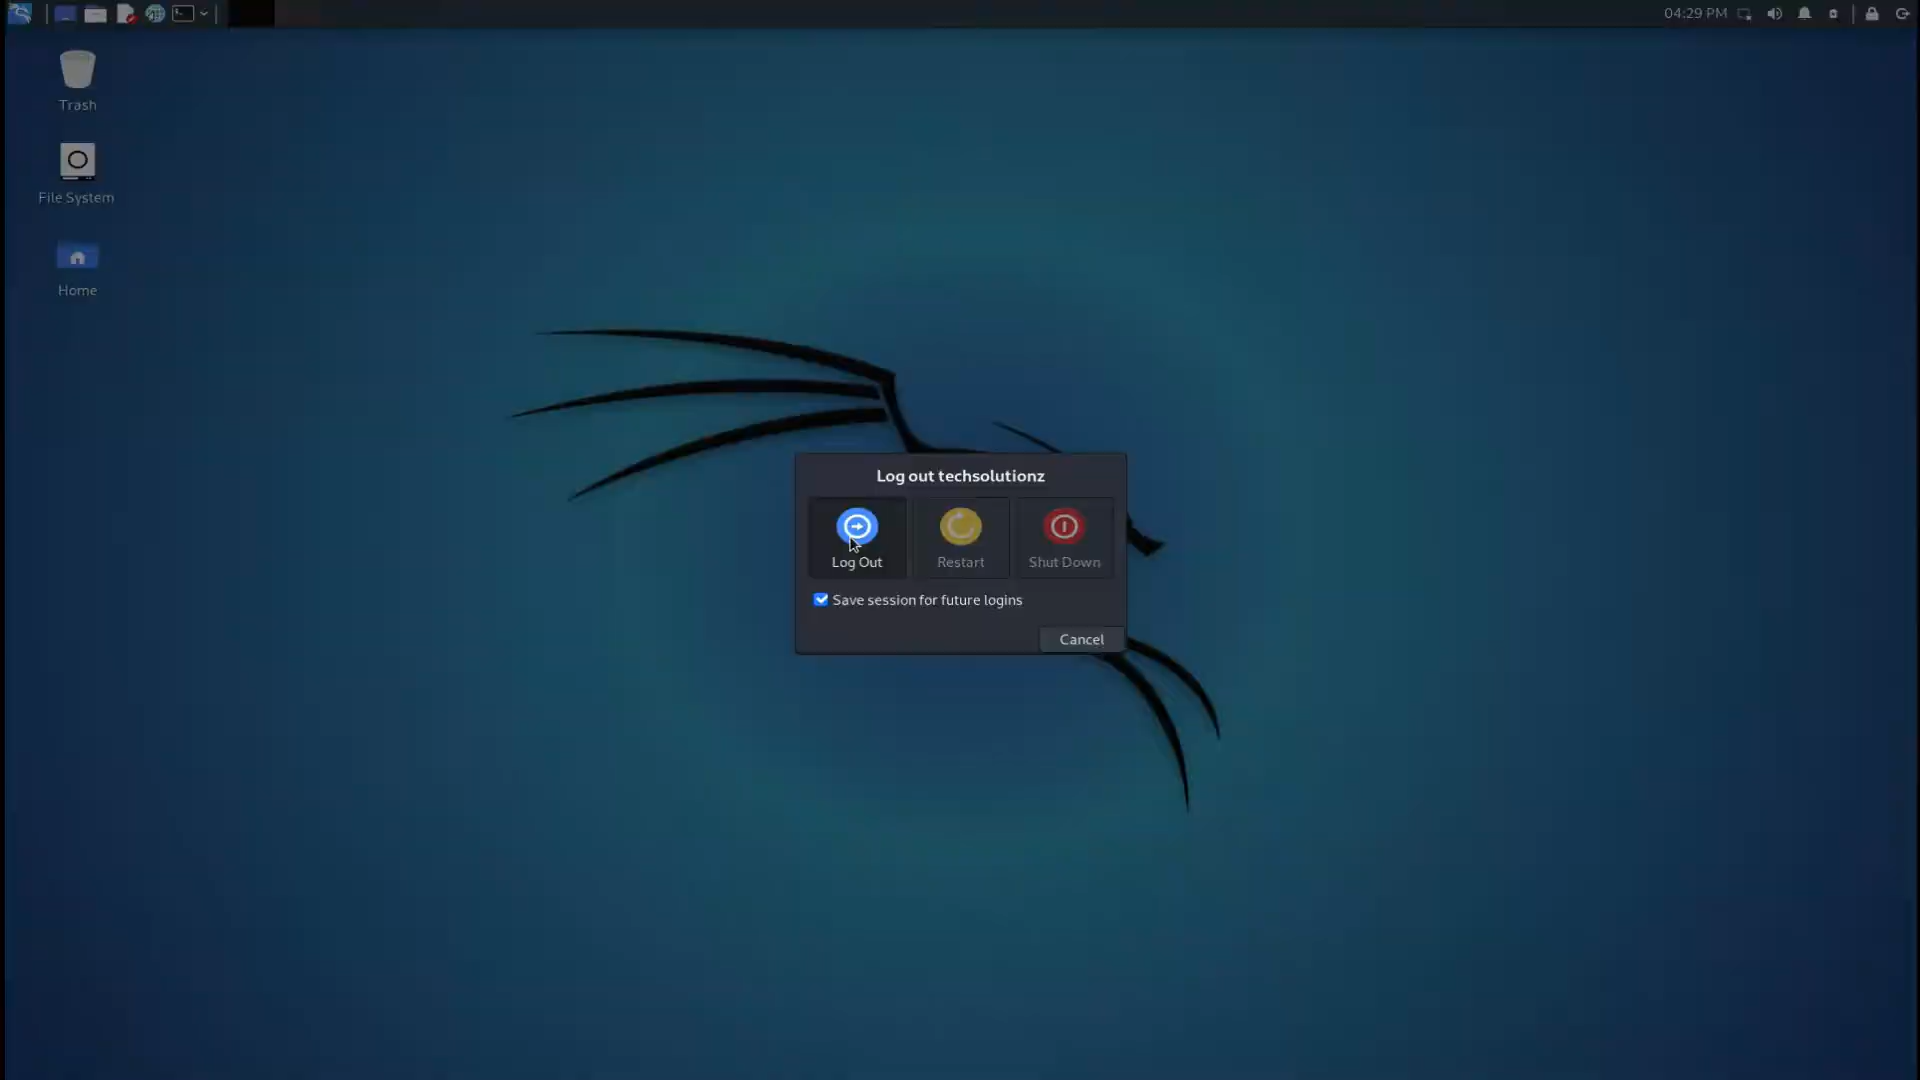 04:29 PM
Trash
File System
Home
Log out techsolutionz
Log Out
Restart
Shut Down
Save session for future logins
Cancel